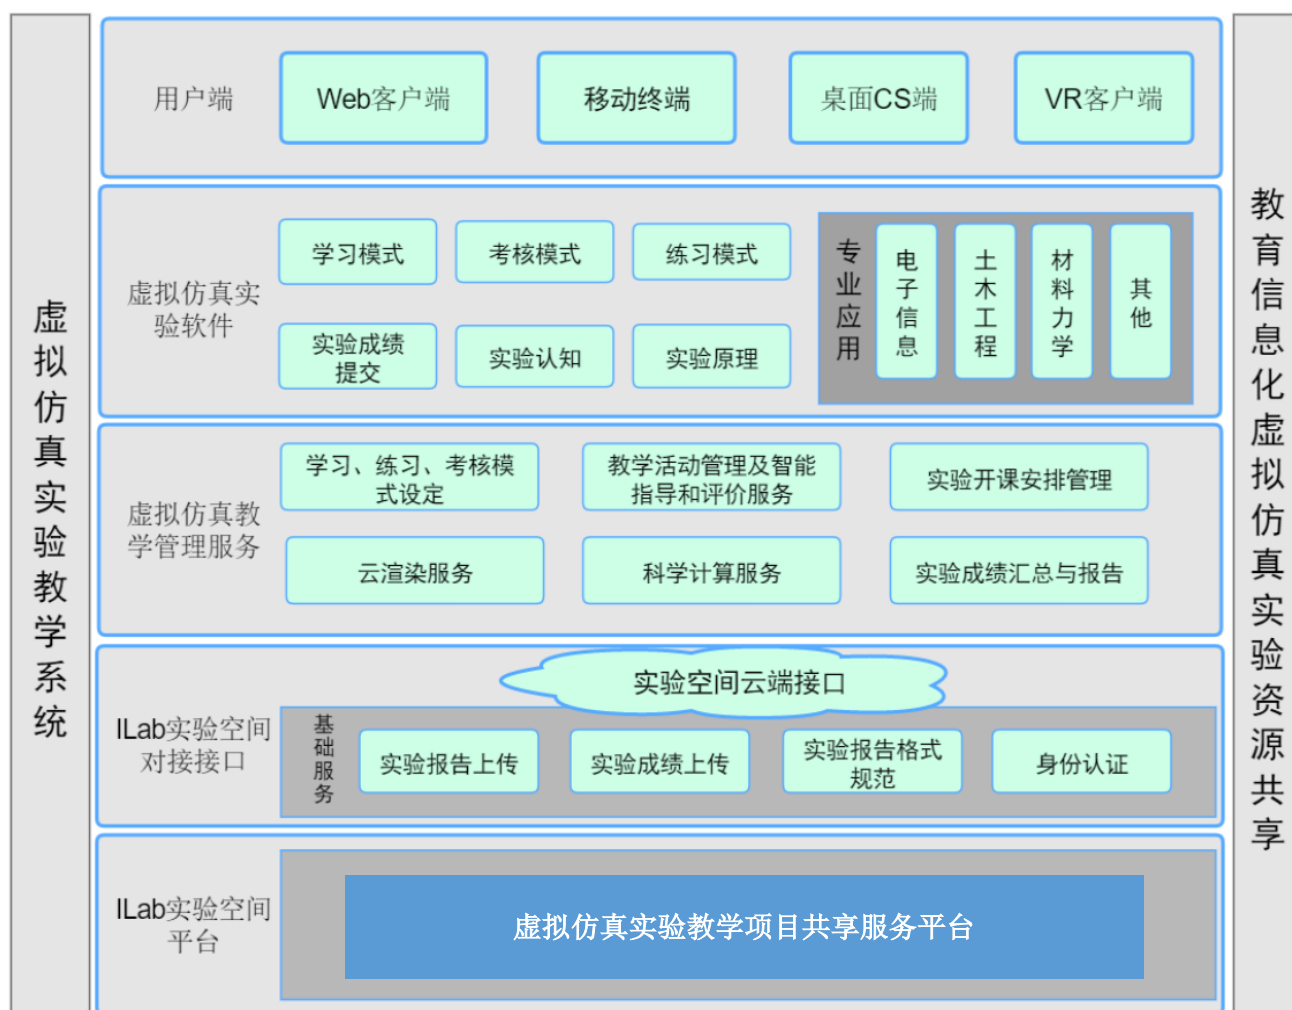 虚拟仿真实验教学系统
用户端
Web客户端
移动终端
桌面CS端
VR客户端
虚拟仿真实
验软件
学习模式
考核模式
练习模式
实验成绩
提交
实验认知
实验原理
专业应用
电子信息
土木工程
材料力学
其他
虚拟仿真教
学管理服务
学习、练习、考核模
式设定
教学活动管理及智能
指导和评价服务
实验开课安排管理
云渲染服务
科学计算服务
实验成绩汇总与报告
ILab实验空间
对接接口
实验空间云端接口
基础服务
实验报告上传
实验成绩上传
实验报告格式
规范
身份认证
ILab实验空间
平台
虚拟仿真实验教学项目共享服务平台
教育信息化虚拟仿真实验资源共享